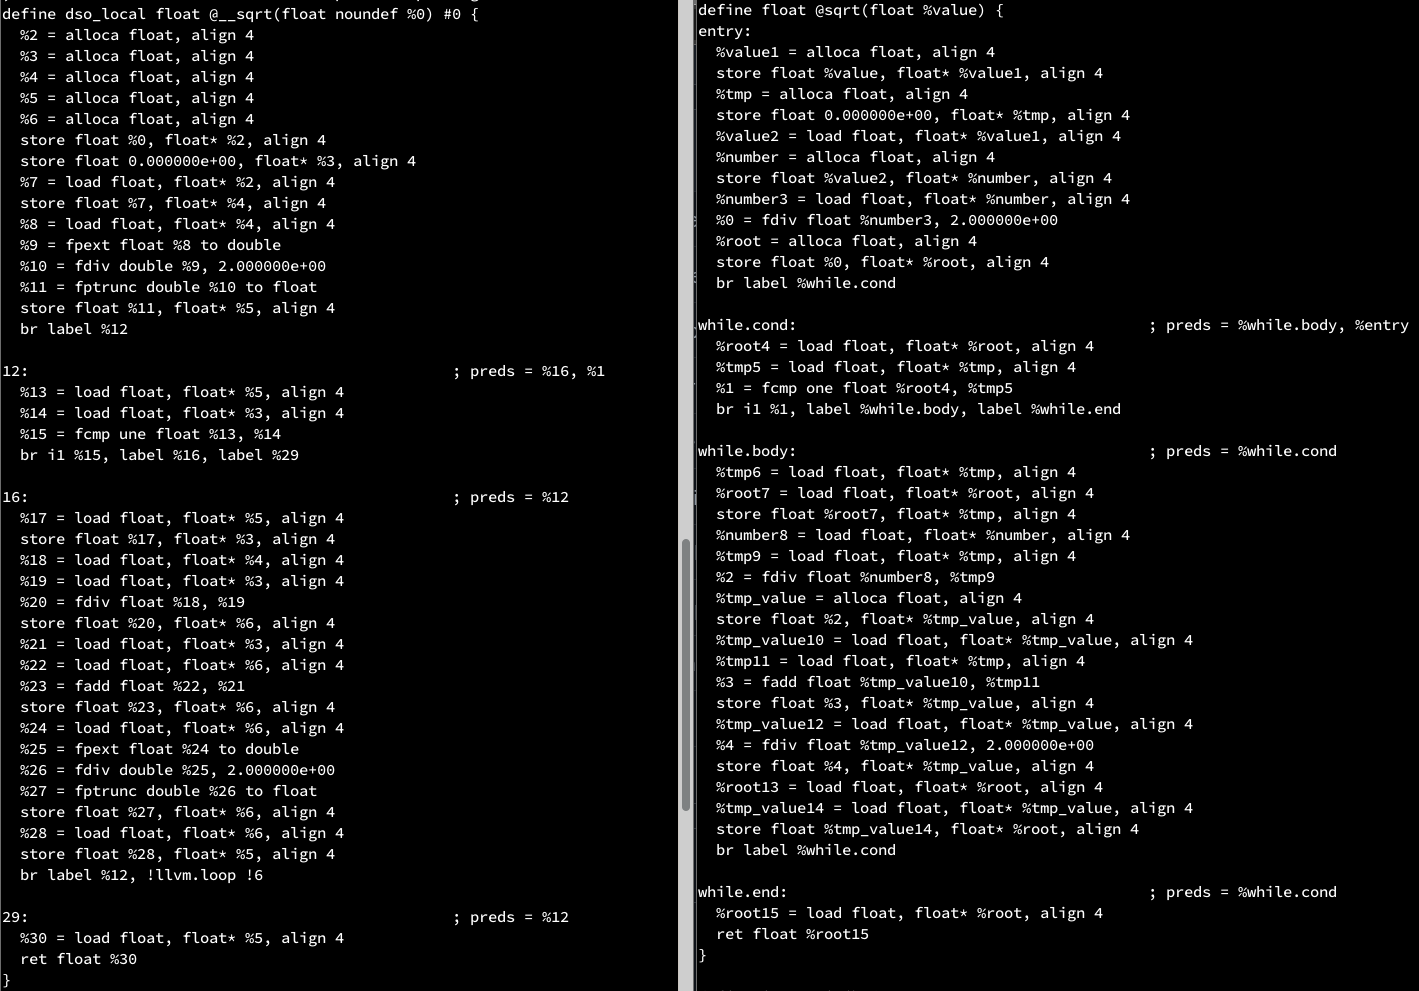 define dso_local float @__sqrt(float noundef %0) #0 {
  %2 = alloca float, align 4
  %3 = alloca float, align 4
  %4 = alloca float, align 4
  %5 = alloca float, align 4
  %6 = alloca float, align 4
  store float %0, float* %2, align 4
  store float 0.000000e+00, float* %3, align 4
  %7 = load float, float* %2, align 4
  store float %7, float* %4, align 4
  %8 = load float, float* %4, align 4
  %9 = fpext float %8 to double
  %10 = fdiv double %9, 2.000000e+00
  %11 = fptrunc double %10 to float
  store float %11, float* %5, align 4
  br label %12

12:                                               ; preds = %16, %1
  %13 = load float, float* %5, align 4
  %14 = load float, float* %3, align 4
  %15 = fcmp une float %13, %14
  br i1 %15, label %16, label %29

16:                                               ; preds = %12
  %17 = load float, float* %5, align 4
  store float %17, float* %3, align 4
  %18 = load float, float* %4, align 4
  %19 = load float, float* %3, align 4
  %20 = fdiv float %18, %19
  store float %20, float* %6, align 4
  %21 = load float, float* %3, align 4
  %22 = load float, float* %6, align 4
  %23 = fadd float %22, %21
  store float %23, float* %6, align 4
  %24 = load float, float* %6, align 4
  %25 = fpext float %24 to double
  %26 = fdiv double %25, 2.000000e+00
  %27 = fptrunc double %26 to float
  store float %27, float* %6, align 4
  %28 = load float, float* %6, align 4
  store float %28, float* %5, align 4
  br label %12, !llvm.loop !6

29:                                               ; preds = %12
  %30 = load float, float* %5, align 4
  ret float %30
}
define float @sqrt(float %value) {
entry:
  %value1 = alloca float, align 4
  store float %value, float* %value1, align 4
  %tmp = alloca float, align 4
  store float 0.000000e+00, float* %tmp, align 4
  %value2 = load float, float* %value1, align 4
  %number = alloca float, align 4
  store float %value2, float* %number, align 4
  %number3 = load float, float* %number, align 4
  %0 = fdiv float %number3, 2.000000e+00
  %root = alloca float, align 4
  store float %0, float* %root, align 4
  br label %while.cond

while.cond:                                       ; preds = %while.body, %entry
  %root4 = load float, float* %root, align 4
  %tmp5 = load float, float* %tmp, align 4
  %1 = fcmp one float %root4, %tmp5
  br i1 %1, label %while.body, label %while.end

while.body:                                       ; preds = %while.cond
  %tmp6 = load float, float* %tmp, align 4
  %root7 = load float, float* %root, align 4
  store float %root7, float* %tmp, align 4
  %number8 = load float, float* %number, align 4
  %tmp9 = load float, float* %tmp, align 4
  %2 = fdiv float %number8, %tmp9
  %tmp_value = alloca float, align 4
  store float %2, float* %tmp_value, align 4
  %tmp_value10 = load float, float* %tmp_value, align 4
  %tmp11 = load float, float* %tmp, align 4
  %3 = fadd float %tmp_value10, %tmp11
  store float %3, float* %tmp_value, align 4
  %tmp_value12 = load float, float* %tmp_value, align 4
  %4 = fdiv float %tmp_value12, 2.000000e+00
  store float %4, float* %tmp_value, align 4
  %root13 = load float, float* %root, align 4
  %tmp_value14 = load float, float* %tmp_value, align 4
  store float %tmp_value14, float* %root, align 4
  br label %while.cond

while.end:                                        ; preds = %while.cond
  %root15 = load float, float* %root, align 4
  ret float %root15
}